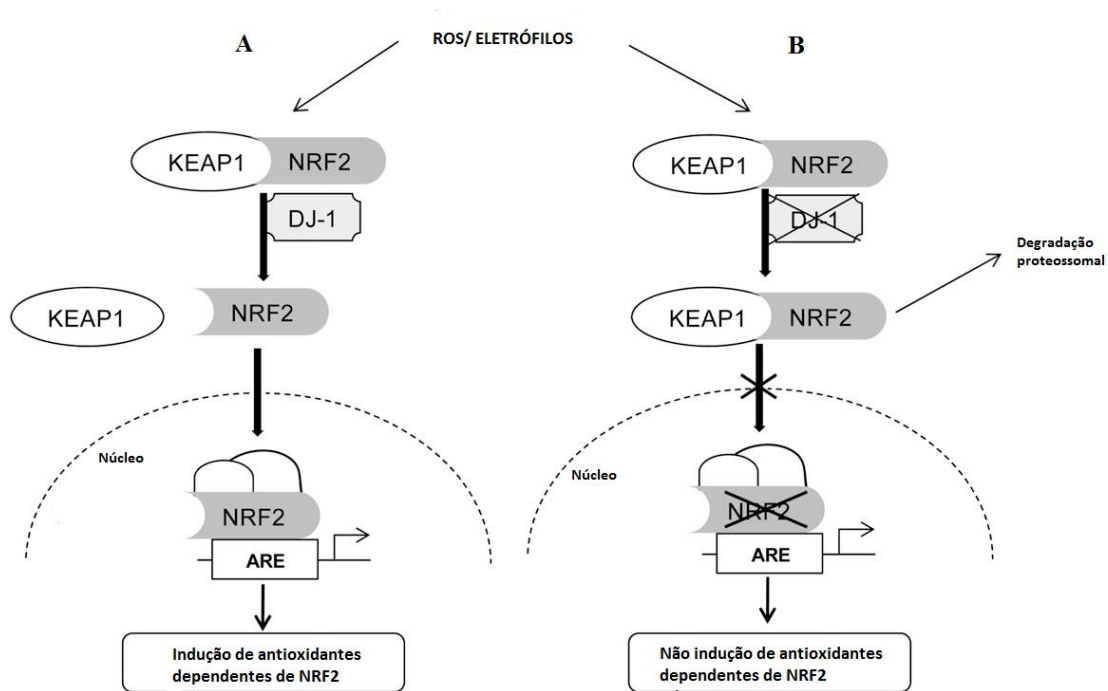 A
ROS/ ELETRÓFILOS
B
KEAP1
NRF2
DJ-1
KEAP1
NRF2
Núcleo
NRF2
ARE
Indução de antioxidantes
dependentes de NRF2
KEAP1
NRF2
DJ-1
Degradação
proteossomal
KEAP1
NRF2
Núcleo
NRF2
ARE
Não indução de antioxidantes
dependentes de NRF2